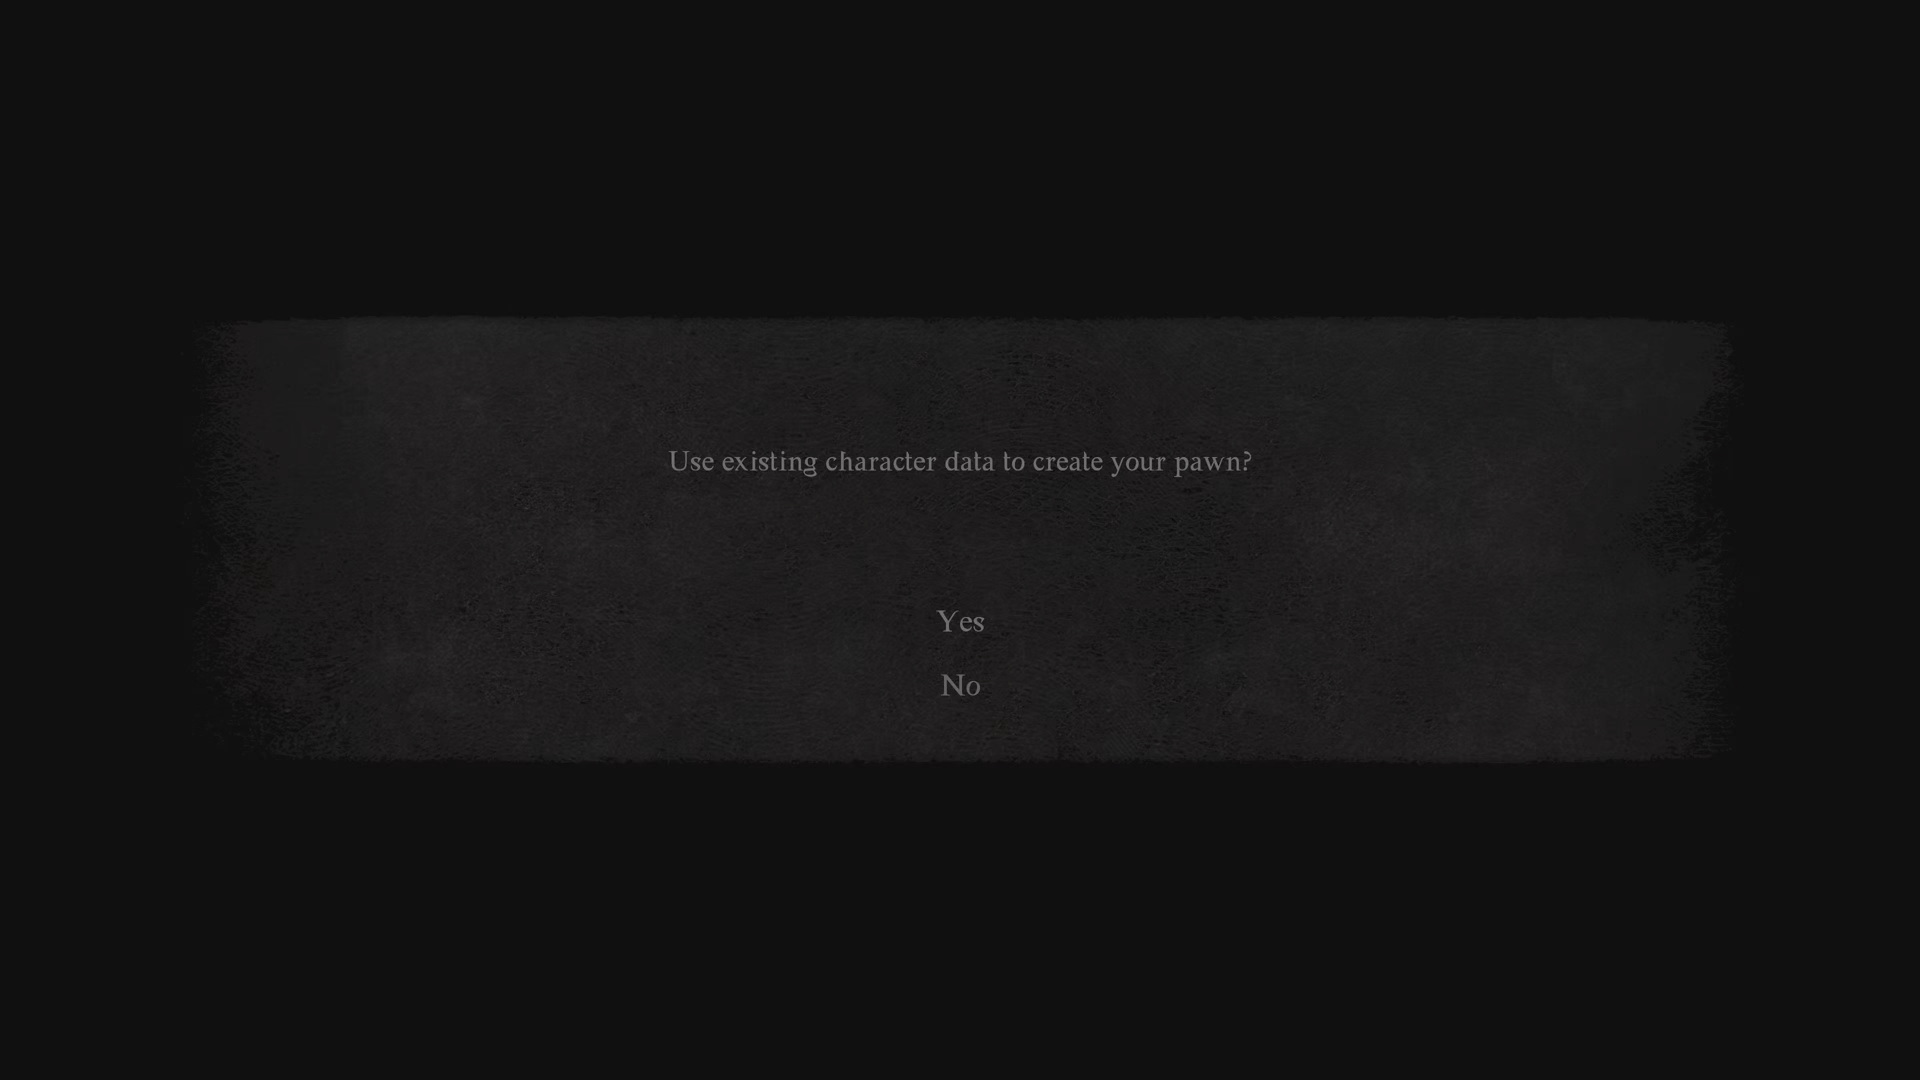 Use existing character data to create your pawn?
Yes
No